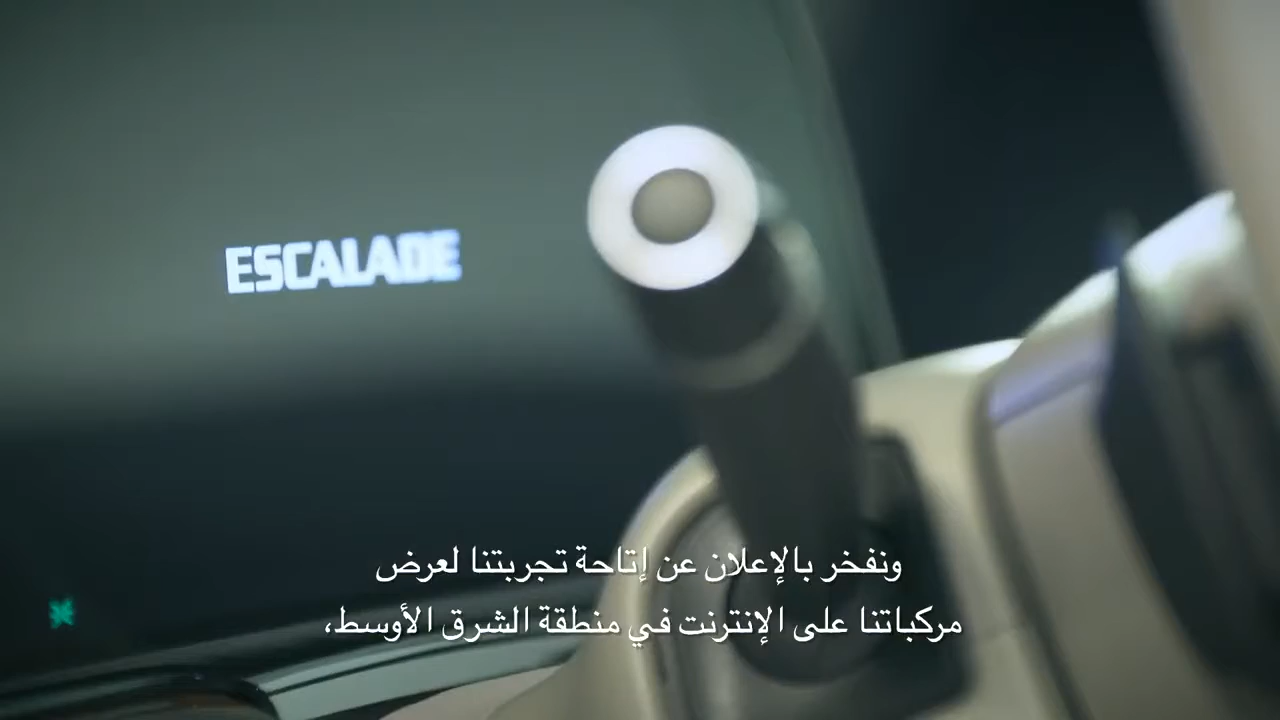 ESCALADE
ونفخر بالإعلان عن إتاحة تجربتنا لعرض
مركباتنا على الإنترنت في منطقة الشرق الأوسط،